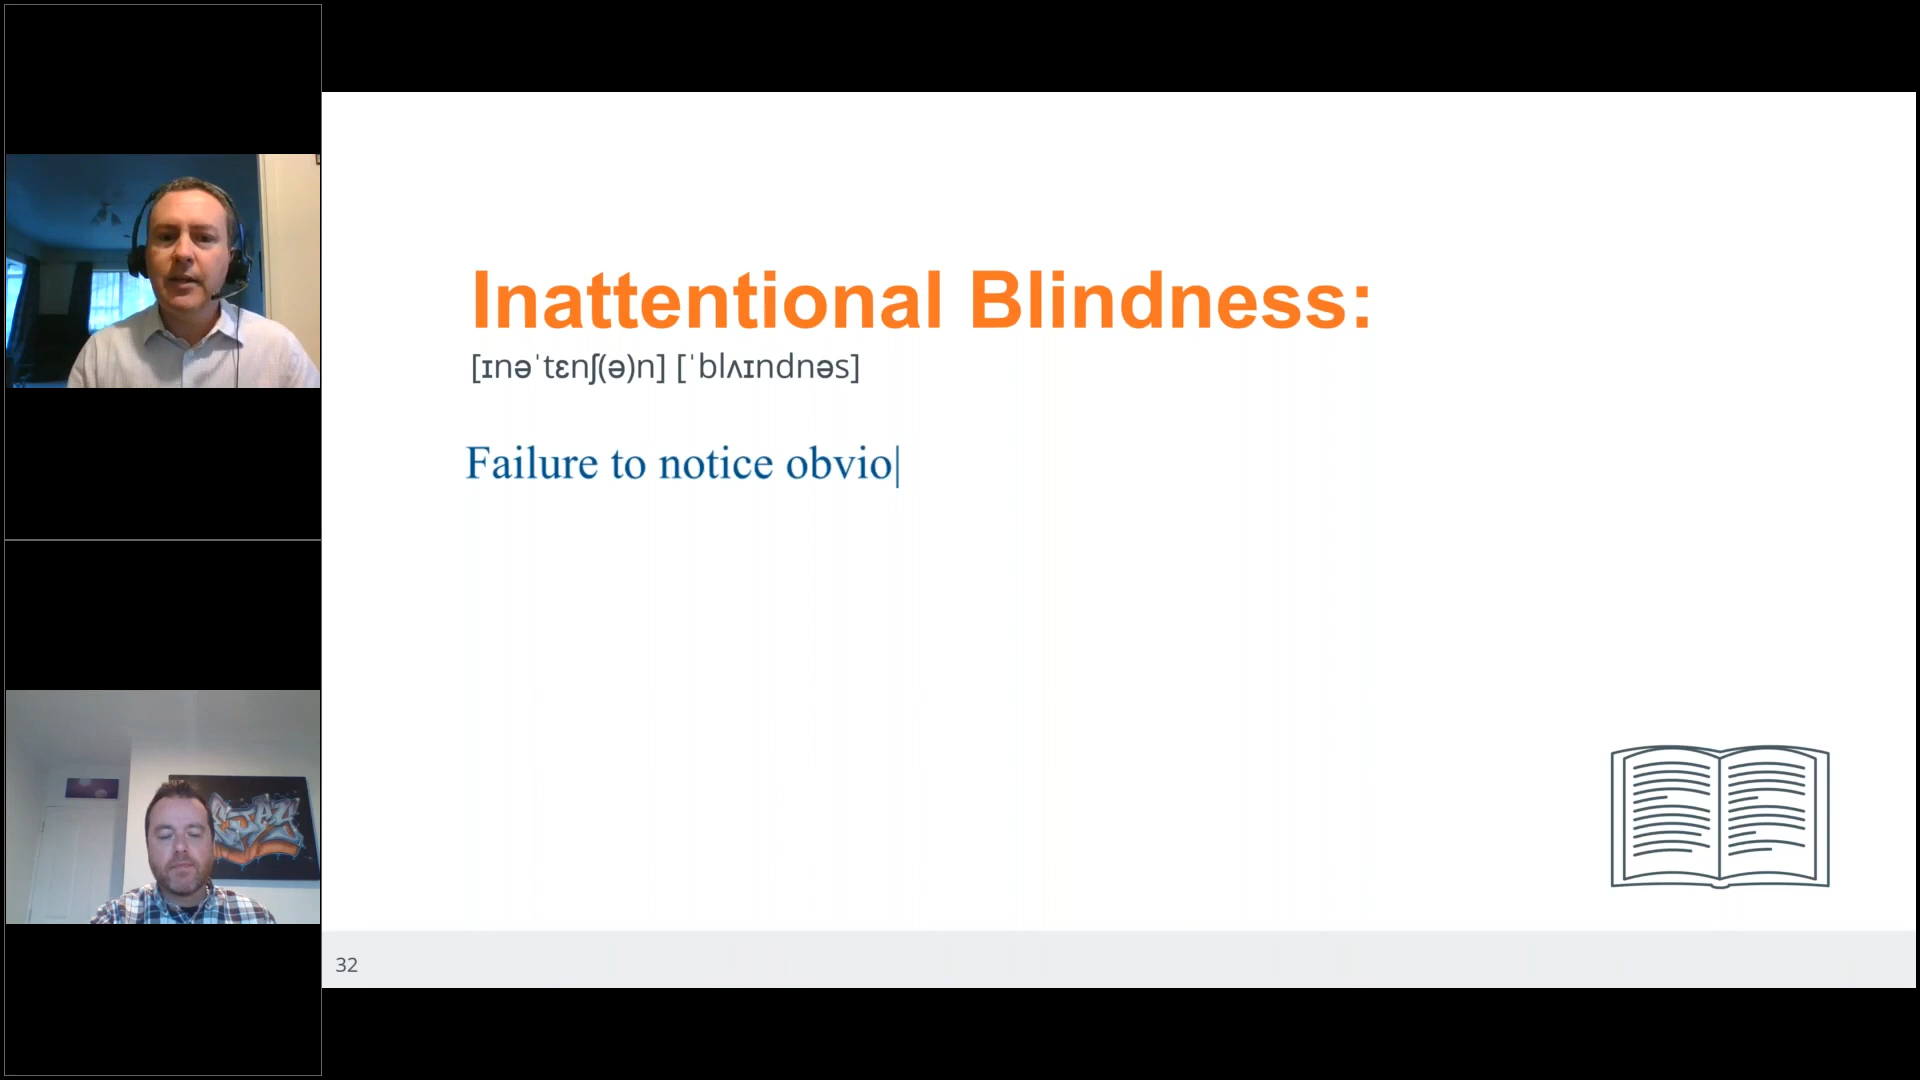 Inattentional Blindness:
[ɪnəˈtɛnʃ(ə)n] [ˈblʌɪndnəs]
Failure to notice obvio
32